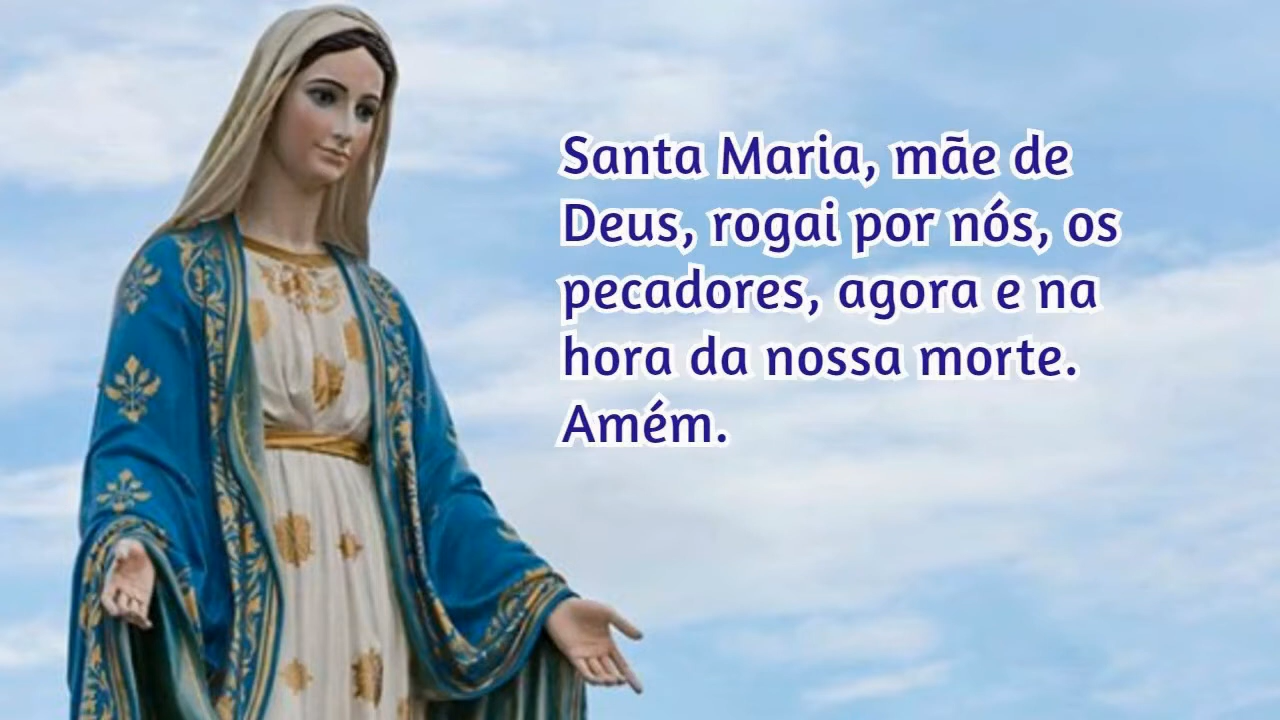 Santa Maria, mãe de
Deus, rogai por nós, os
pecadores, agora e na
hora da nossa morte.
Amém.